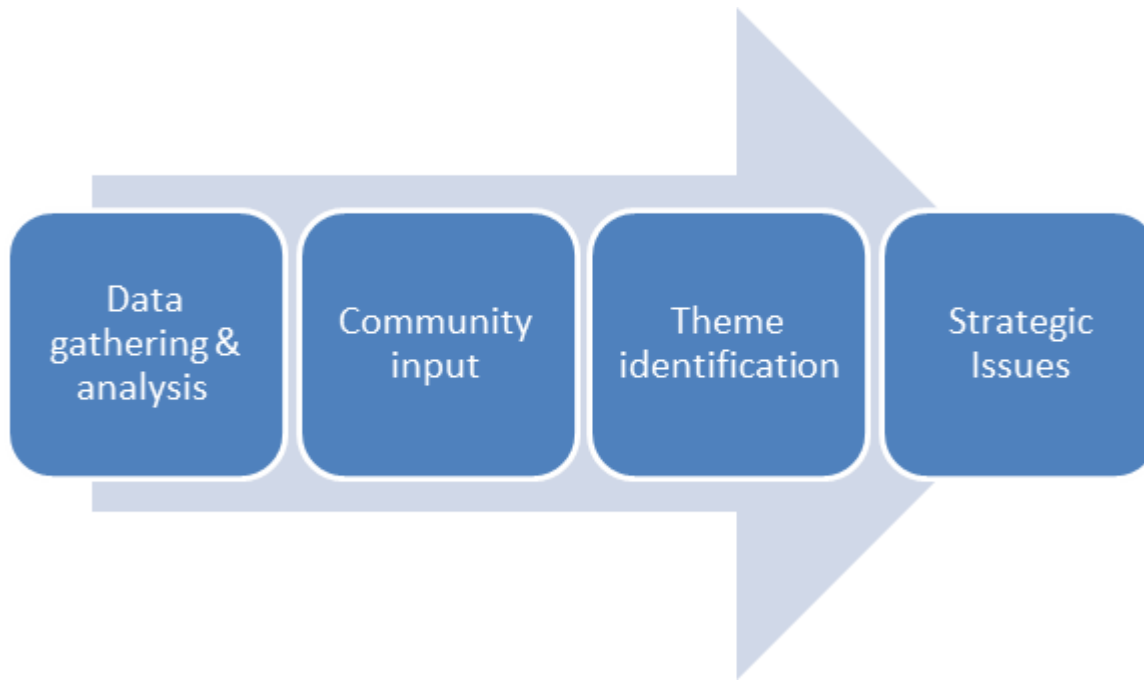 Data
gathering &
analysis
Community
input
Theme
identification
Strategic
Issues